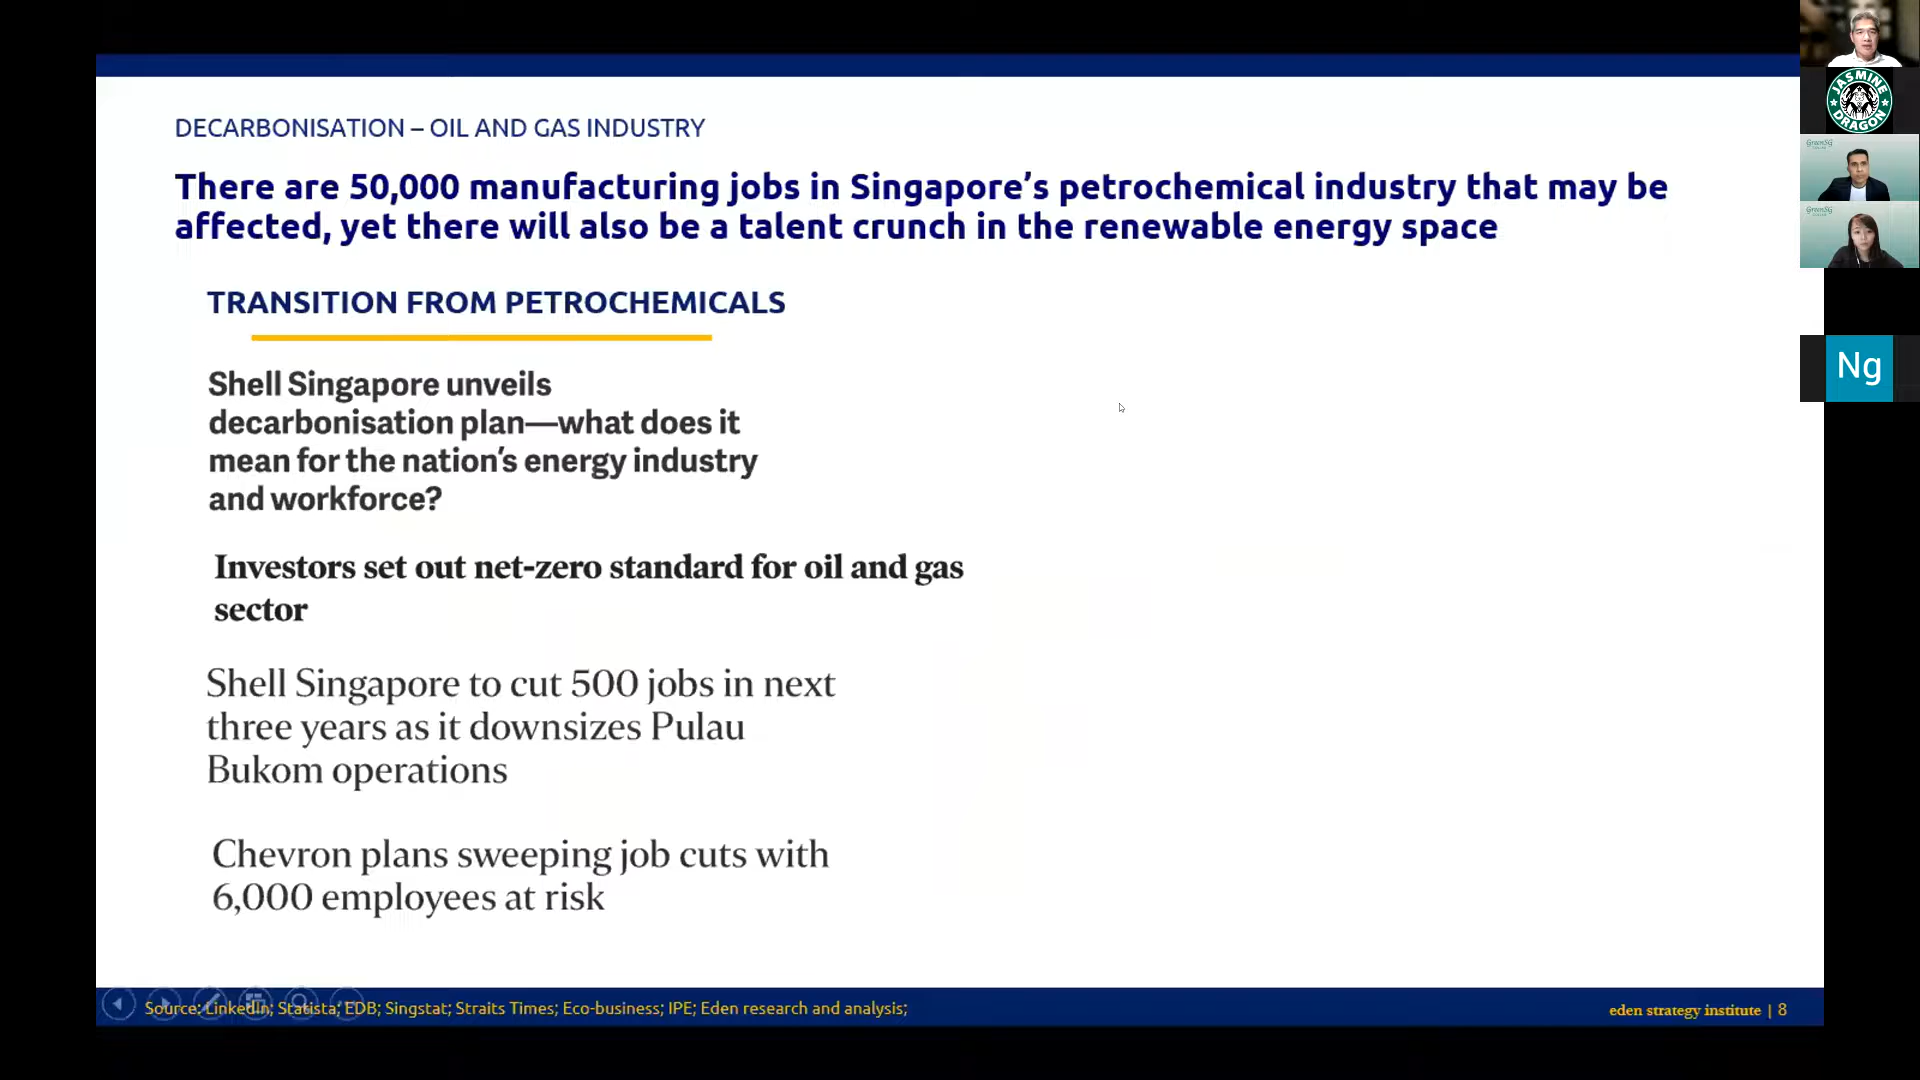 DECARBONISATION – OIL AND GAS INDUSTRY
There are 50,000 manufacturing jobs in Singapore’s petrochemical industry that may be
affected, yet there will also be a talent crunch in the renewable energy space
TRANSITION FROM PETROCHEMICALS
Shell Singapore unveils
decarbonisation plan—what does it
mean for the nation’s energy industry
and workforce?
Investors set out net-zero standard for oil and gas
sector
Shell Singapore to cut 500 jobs in next
three years as it downsizes Pulau
Bukom operations
Chevron plans sweeping job cuts with
6,000 employees at risk
Source: LinkedIn; Statista; EDB; Singstat; Straits Times; Eco-business; IPE; Eden research and analysis;
eden strategy institute | 8
JASMINE
DRAGON
GreenSG
GreenSG
Ng